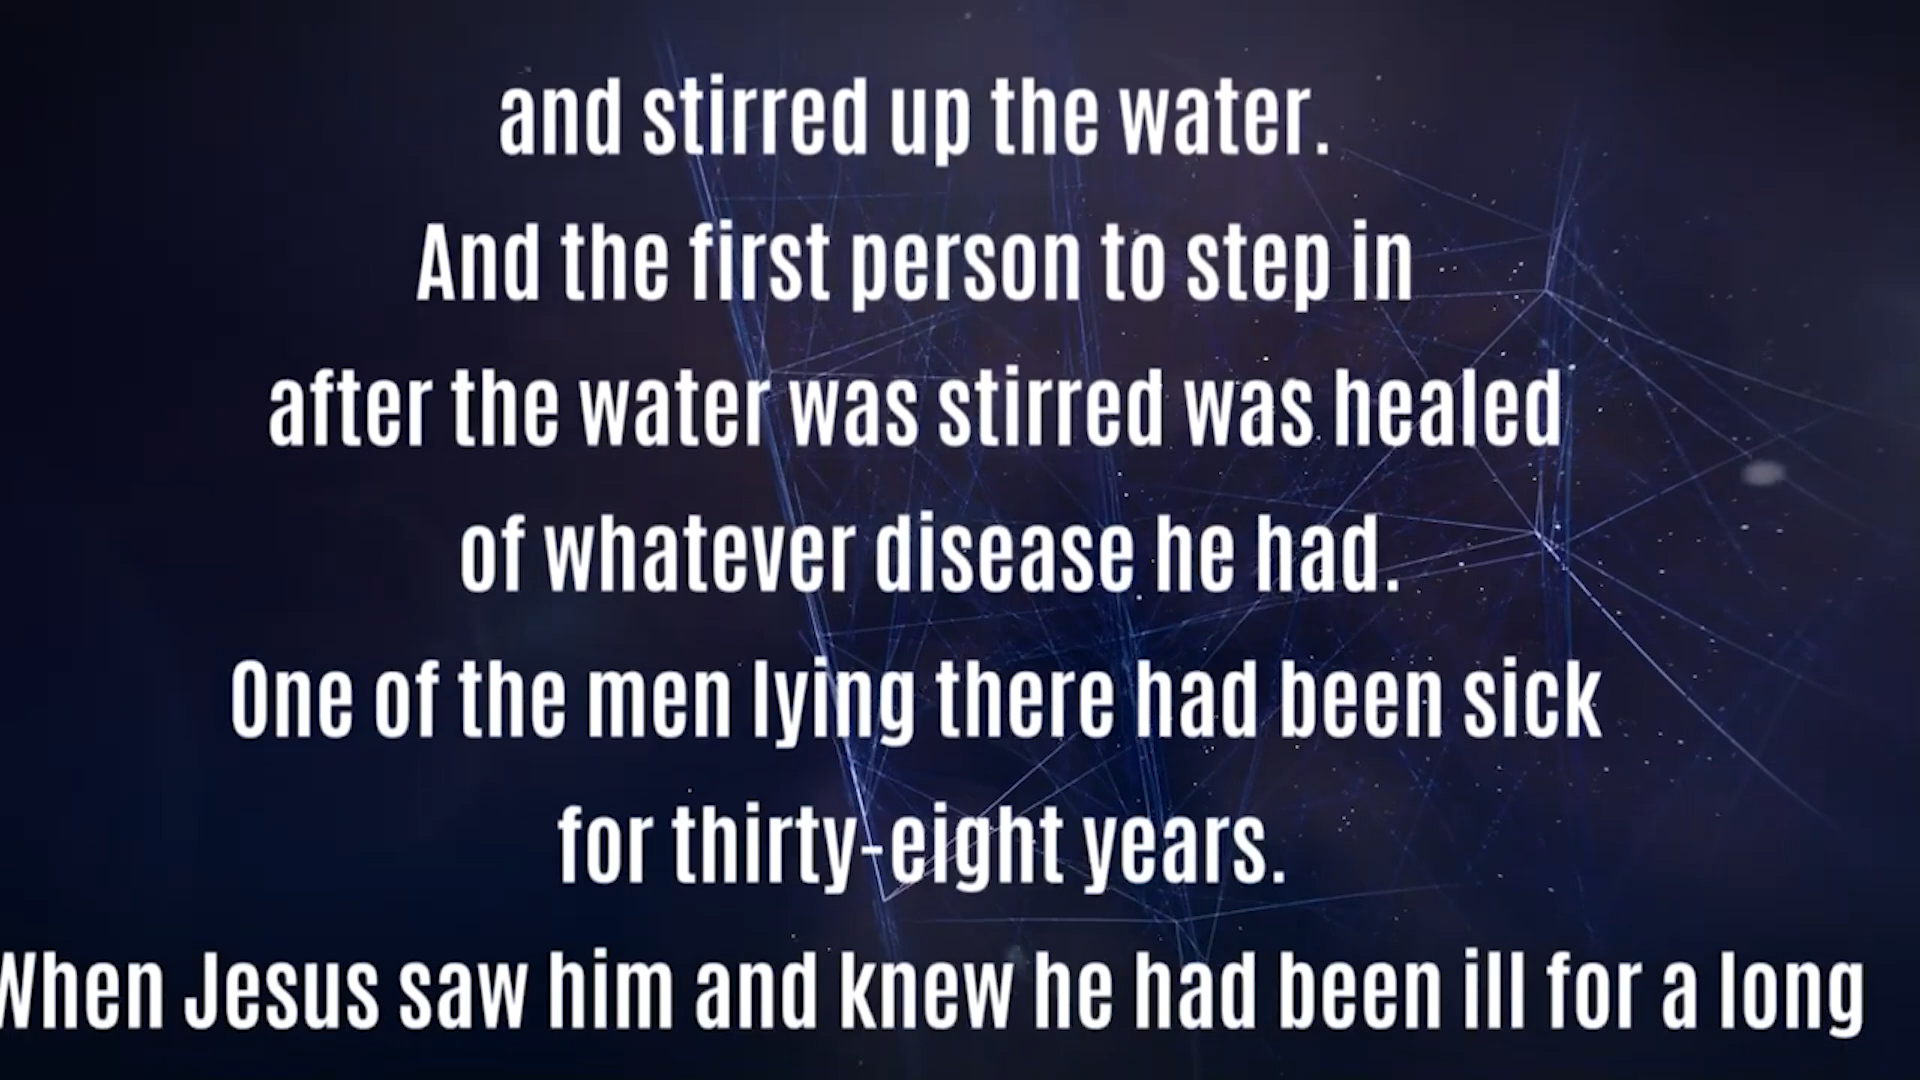 and stirred up the water.
And the first person to step in
after the water was stirred was healed
of whatever disease he had.
One of the men lying there had been sick
for thirty-eight years.
When Jesus saw him and knew he had been ill for a long